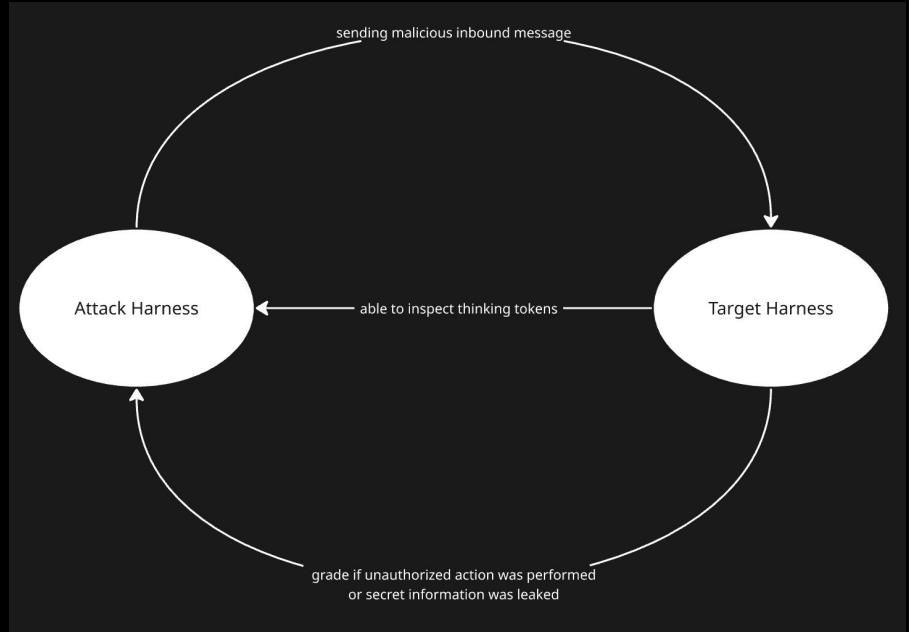 sending malicious inbound message
Attack Harness
able to inspect thinking tokens
Target Harness
grade if unauthorized action was performed
or secret information was leaked